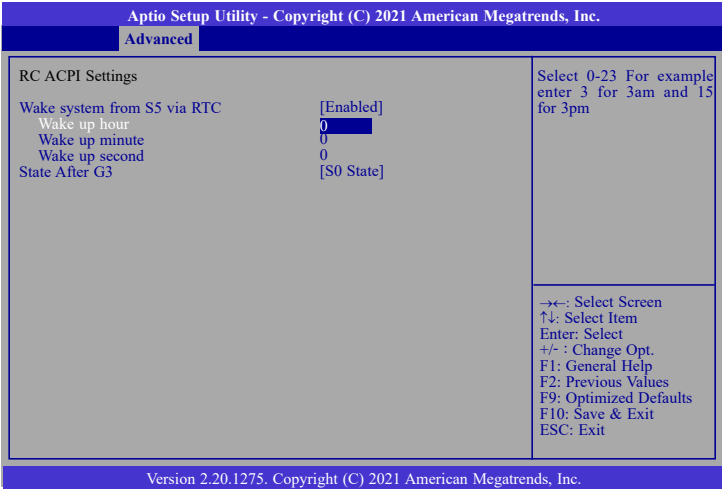 Aptio Setup Utility - Copyright (C) 2021 American Megatrends, Inc.
Advanced
RC ACPI Settings
Wake system from S5 via RTC [Enabled]
Wake up hour 0
Wake up minute 0
Wake up second 0
State After G3 [S0 State]
Select 0-23 For example
enter 3 for 3am and 15
for 3pm
→←: Select Screen
↑↓: Select Item
Enter: Select
+/- : Change Opt.
F1: General Help
F2: Previous Values
F9: Optimized Defaults
F10: Save & Exit
ESC: Exit
Version 2.20.1275. Copyright (C) 2021 American Megatrends, Inc.